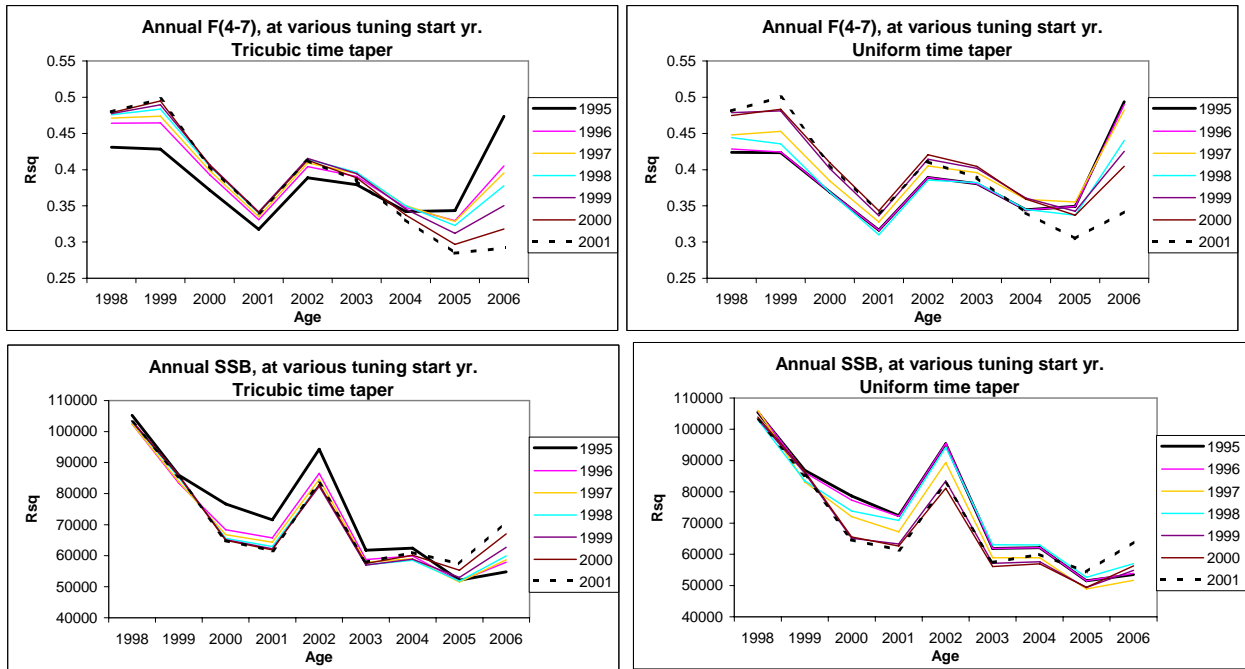 Annual F(4-7), at various tuning start yr.
Tricubic time taper
0.55
0.5
0.45
0.4
0.35
0.3
0.25
Rsq
1998 1999 2000 2001 2002 2003 2004 2005 2006
Age
1995
1996
1997
1998
1999
2000
2001
Annual F(4-7), at various tuning start yr.
Uniform time taper
0.55
0.5
0.45
0.4
0.35
0.3
0.25
Rsq
1998 1999 2000 2001 2002 2003 2004 2005 2006
Age
1995
1996
1997
1998
1999
2000
2001
Annual SSB, at various tuning start yr.
Tricubic time taper
110000
100000
90000
80000
70000
60000
50000
40000
Rsq
1998 1999 2000 2001 2002 2003 2004 2005 2006
Age
1995
1996
1997
1998
1999
2000
2001
Annual SSB, at various tuning start yr.
Uniform time taper
110000
100000
90000
80000
70000
60000
50000
40000
Rsq
1998 1999 2000 2001 2002 2003 2004 2005 2006
Age
1995
1996
1997
1998
1999
2000
2001